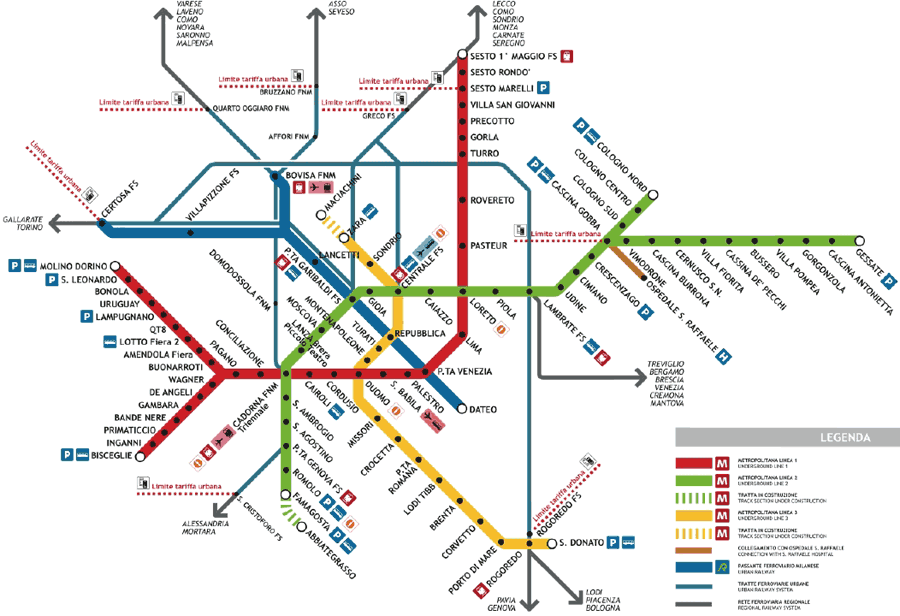 VARESE
LAVENO
COMO
NOVARA
SARONNO
MALPENSA
ASSO
SEVESO
LECCO
COMO
SONDRIO
MONZA
CARNATE
SEREGNO
SESTO 1° MAGGIO FS
SESTO RONDO'
SESTO MARELLI P
VILLA SAN GIOVANNI
PRECOTTO
GORLA
TURRO
ROVERETO
PASTEUR
LORETO
LIMA
P.TA VENEZIA
Limite tariffa urbana
BRUZZANO FNM
Limite tariffa urbana
QUARTO OGGIARO FNM
Limite tariffa urbana
Limite tariffa urbana
GRECO FS
AFFORI FNM
BOVISA FNM
Limite tariffa urbana
CERTOSA FS
VILLAPIZZONE FS
GALLARATE
TORINO
MACIACHINI
ZARA
SONDRIO
CENTRALE FS
LANCETTI
P.TA GARIBALDI FS
DOMODOSSOLA FNM
P COLOGNO NORD
COLOGNO CENTRO
COLOGNO SUD
P CASCINA GOBBA
Limite tariffa urbana
VIMODRONE
CASCINA BURRONA
CERNUSCO S.N.
VILLA FIORITA
CASSINA DE' PECCHI
BUSSERO
VILLA POMPEA
GORGONZOLA
CASCINA ANTONIETTA
GESSATE P
OSPEDALE S. RAFFAELE H
CRESCENZAGO P
CIMIANO
UDINE
LAMBRATE FS
PIOLA
CAIAZZO
GIOIA
MOSCOVA
LANZA Brera
Piccolo Teatro
MONTENAPOLEONE
TURATI
REPUBBLICA
P MOLINO DORINO
P S. LEONARDO
BONOLA
URUGUAY
P LAMPUGNANO
QT8
LOTTO Fiera 2
AMENDOLA Fiera
BUONARROTI
PAGANO
CONCILIAZIONE
WAGNER
DE ANGELI
GAMBARA
BANDE NERE
PRIMATICCIO
INGANNI
P BISCEGLIE
CADORNA FNM
Triennale
CAIROLI
CORDUSIO
DUOMO
S. BABILA
PALESTRO
DATEO
S. AMBROGIO
S. AGOSTINO
P.TA GENOVA FS
ROMOLO
FAMAGOSTA P
ABBIATEGRASSO
Limite tariffa urbana
S. CRISTOFORO FS
ALESSANDRIA
MORTARA
MISSORI
CROCETTA
P.TA
ROMANA
LODI TIBB
BRENTA
CORVETTO
PORTO DI MARE
ROGOREDO
ROGOREDO FS
Limite tariffa urbana
S. DONATO P
PAVIA
GENOVA
LODI
PIACENZA
BOLOGNA
TREVIGLIO
BERGAMO
BRESCIA
VENEZIA
CREMONA
MANTOVA
LEGENDA
M METROPOLITANA LINEA 1
UNDERGROUND LINE 1
M METROPOLITANA LINEA 2
UNDERGROUND LINE 2
M TRATTA IN COSTRUZIONE
TRACK SECTION UNDER CONSTRUCTION
M METROPOLITANA LINEA 3
UNDERGROUND LINE 3
M TRATTA IN COSTRUZIONE
TRACK SECTION UNDER CONSTRUCTION
COLLEGAMENTO CON OSPEDALE S. RAFFAELE
CONNECTION WITH S. RAFFAELE HOSPITAL
PASSANTE FERROVIARIO MILANESE
URBAN RAILWAY
TRATTE FERROVIARIE URBANE
URBAN RAILWAY SYSTEM
RETE FERROVIARIA REGIONALE
REGIONAL RAILWAY SYSTEM